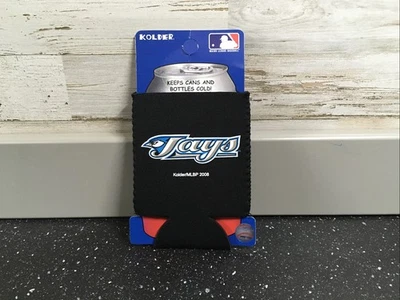 KOLDER
KEEPS CANS AND
BOTTLES COLD!
Jays
Kolder/MLBP 2008